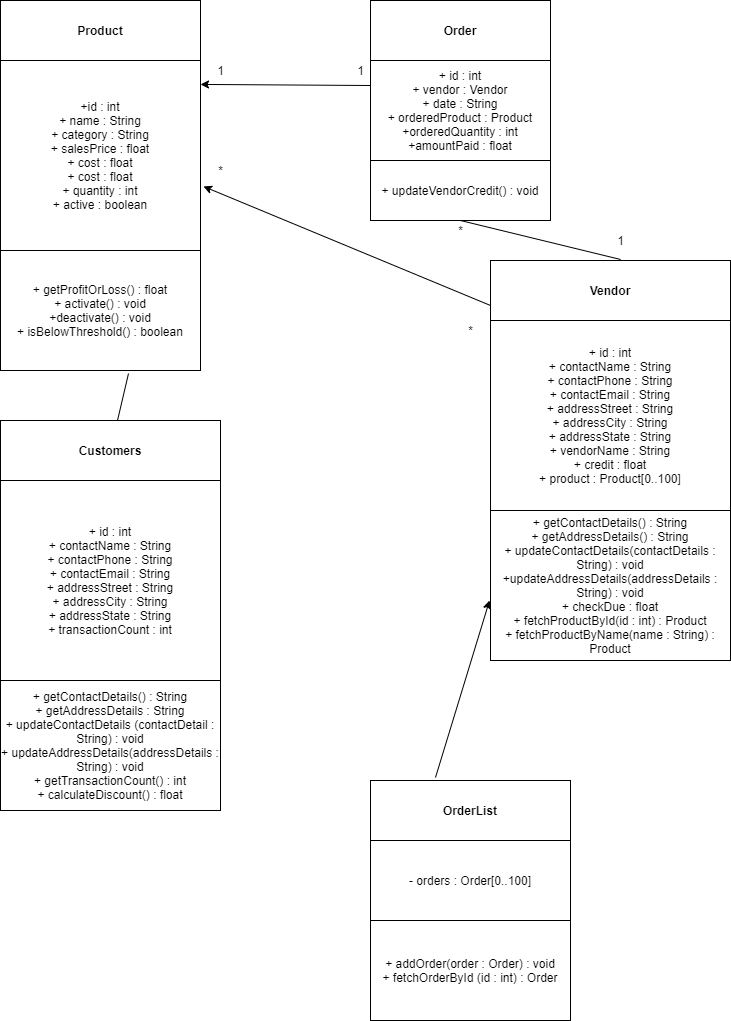 Product
+id : int
+ name : String
+ category : String
+ salesPrice : float
+ cost : float
+ cost : float
+ quantity : int
+ active : boolean
+ getProfitOrLoss() : float
+ activate() : void
+deactivate() : void
+ isBelowThreshold() : boolean
1
1
Order
+ id : int
+ vendor : Vendor
+ date : String
+ orderedProduct : Product
+orderedQuantity : int
+amountPaid : float
+ updateVendorCredit() : void
*
*
*
1
Vendor
+ id : int
+ contactName : String
+ contactPhone : String
+ contactEmail : String
+ addressStreet : String
+ addressCity : String
+ addressState : String
+ vendorName : String
+ credit : float
+ product : Product[0..100]
+ getContactDetails() : String
+ getAddressDetails() : String
+ updateContactDetails(contactDetails :
String) : void
+updateAddressDetails(addressDetails :
String) : void
+ checkDue : float
+ fetchProductById(id : int) : Product
+ fetchProductByName(name : String) :
Product
Customers
+ id : int
+ contactName : String
+ contactPhone : String
+ contactEmail : String
+ addressStreet : String
+ addressCity : String
+ addressState : String
+ transactionCount : int
+ getContactDetails() : String
+ getAddressDetails : String
+ updateContactDetails (contactDetail :
String) : void
+ updateAddressDetails(addressDetails :
String) : void
+ getTransactionCount() : int
+ calculateDiscount() : float
OrderList
- orders : Order[0..100]
+ addOrder(order : Order) : void
+ fetchOrderById (id : int) : Order